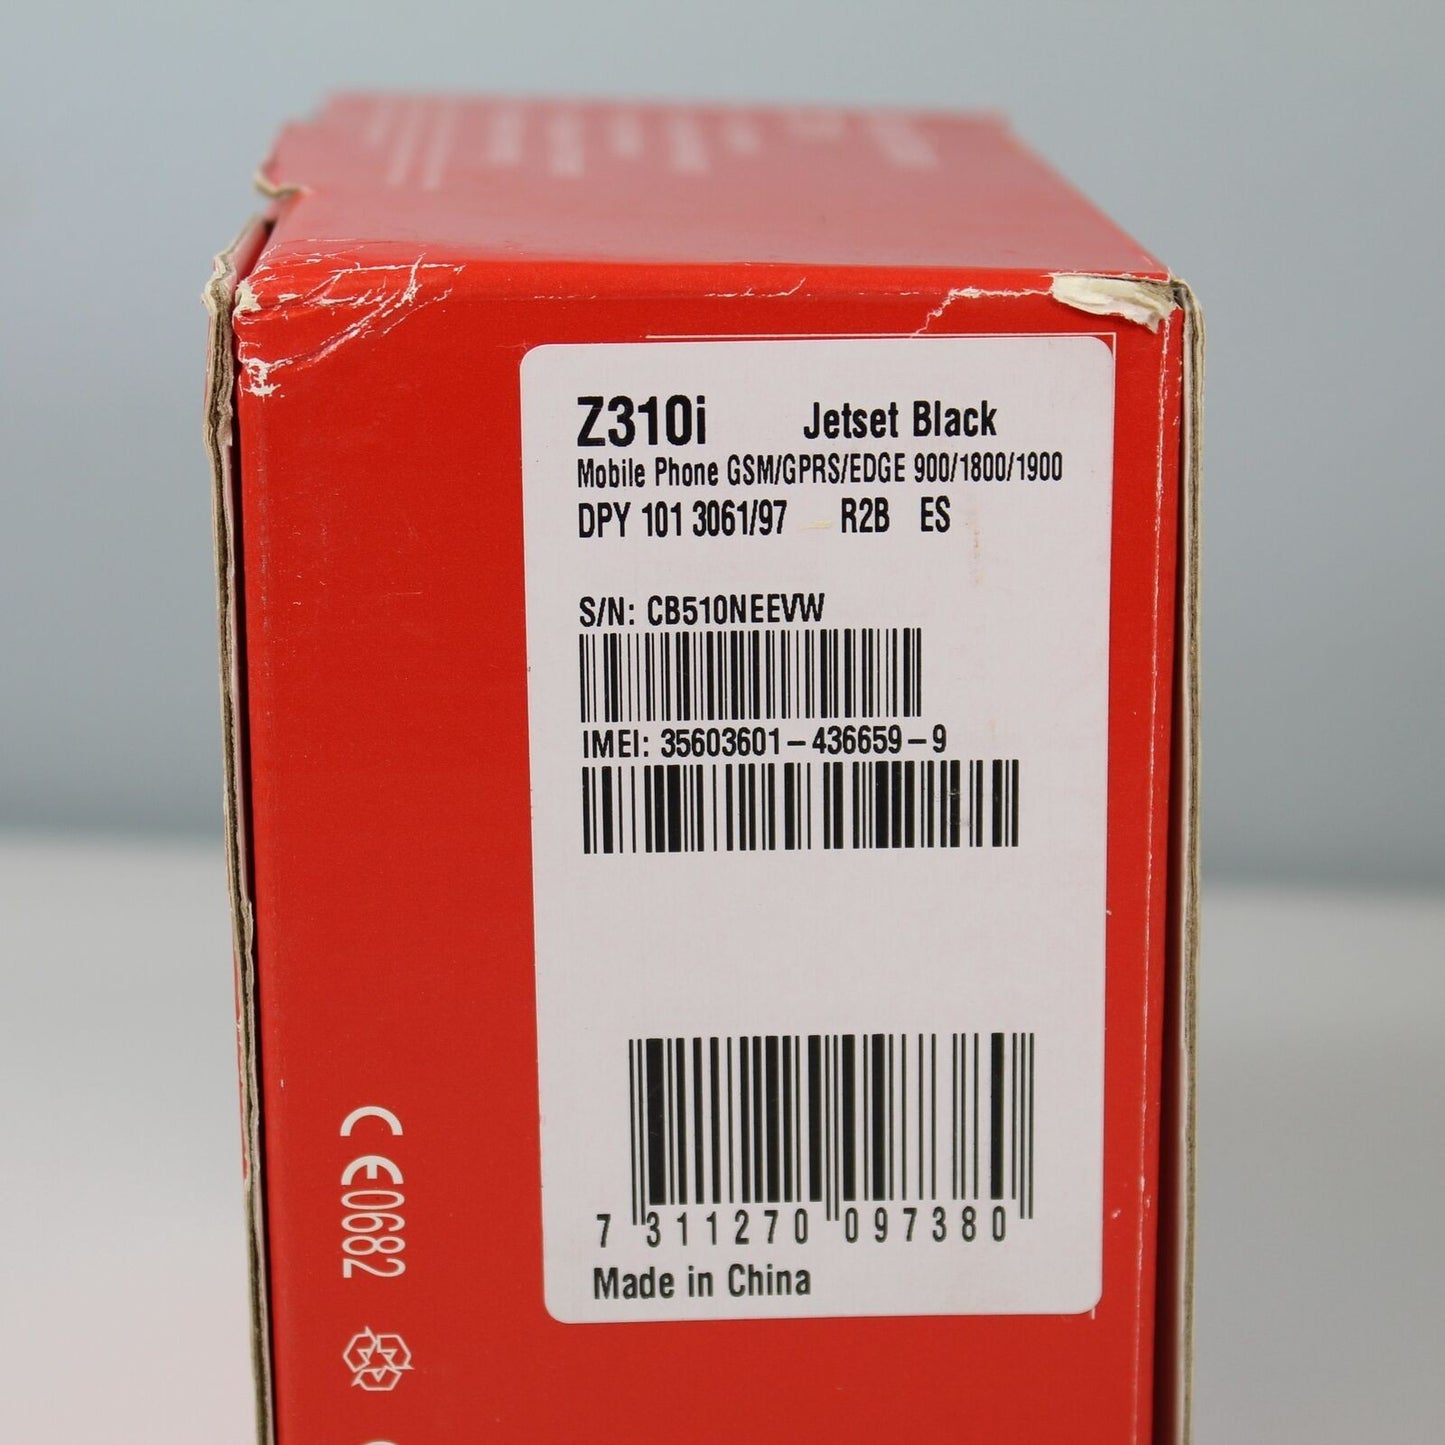 Z310i Jetset Black
Mobile Phone GSM/GPRS/EDGE 900/1800/1900
DPY 101 3061/97 R2B ES
S/N: CB510NEEVW
IMEI: 35603601-436659-9
7 311270 097380
Made in China
CE0682